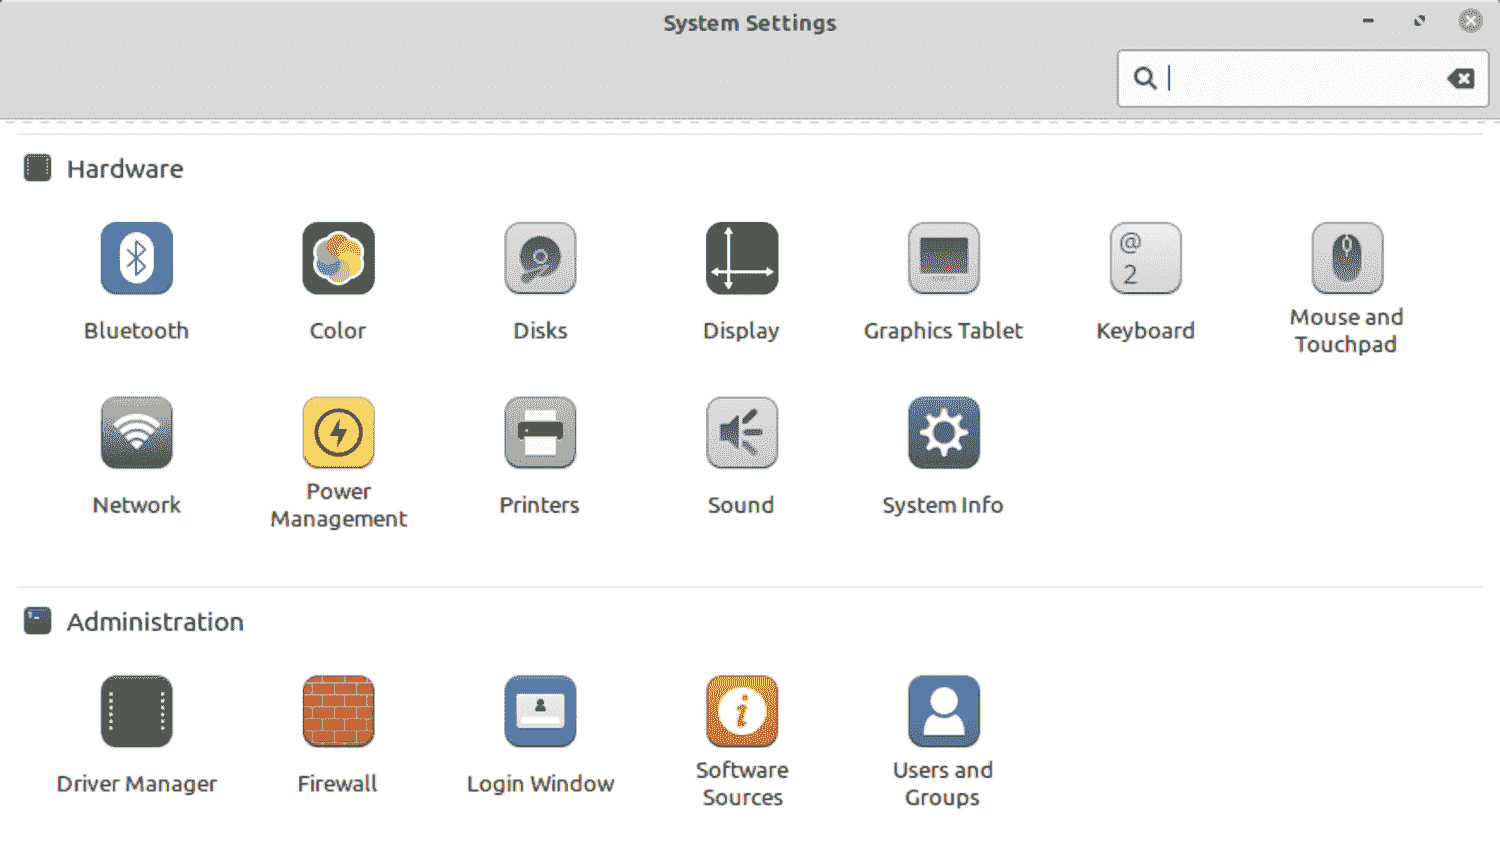 System Settings
Hardware
Bluetooth
Color
Disks
Display
Graphics Tablet
@
2
Keyboard
Mouse and
Touchpad
Network
Power
Management
Printers
Sound
System Info
Administration
Driver Manager
Firewall
Login Window
i
Software
Sources
Users and
Groups